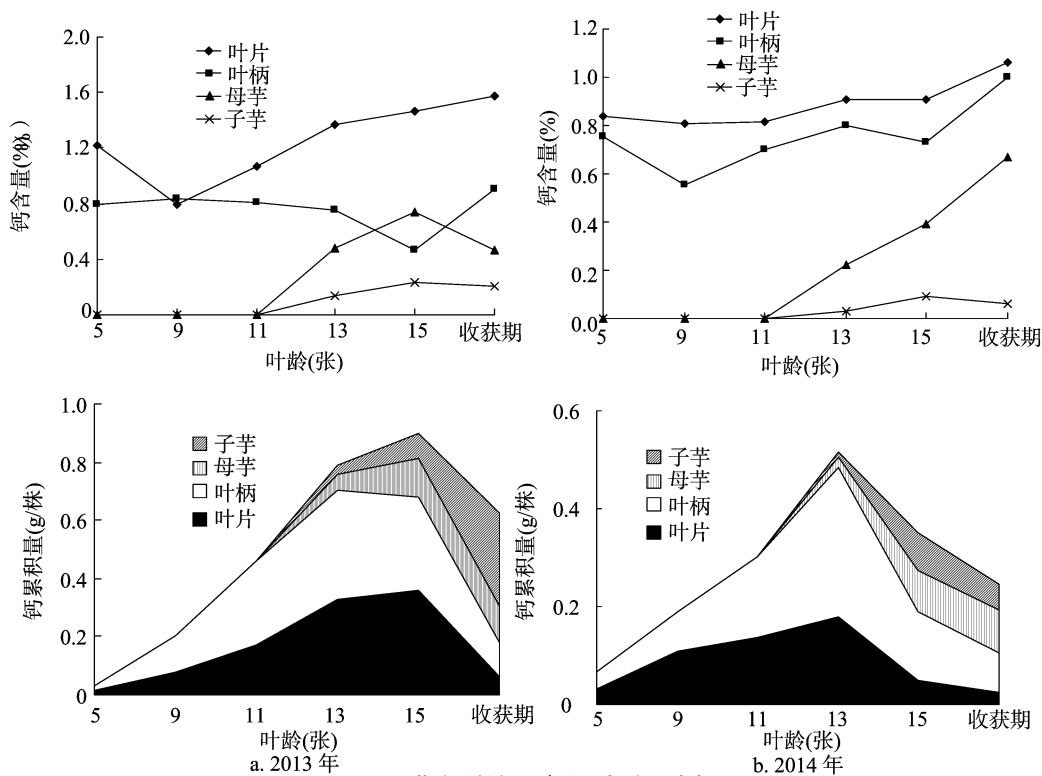 2.0
1.6
1.2
0.8
0.4
0
钙含量(%)
叶片
叶柄
母芋
子芋
5 9 11 13 15 收获期
叶龄(张)
1.2
1.0
0.8
0.6
0.4
0.2
0.0
钙含量(%)
叶片
叶柄
母芋
子芋
5 9 11 13 15 收获期
叶龄(张)
1.0
0.8
0.6
0.4
0.2
0
钙累积量(g/株)
子芋
母芋
叶柄
叶片
5 9 11 13 15 收获期
叶龄(张)
a. 2013 年
0.6
0.4
0.2
0
钙累积量(g/株)
子芋
母芋
叶柄
叶片
5 9 11 13 15 收获期
叶龄(张)
b. 2014 年